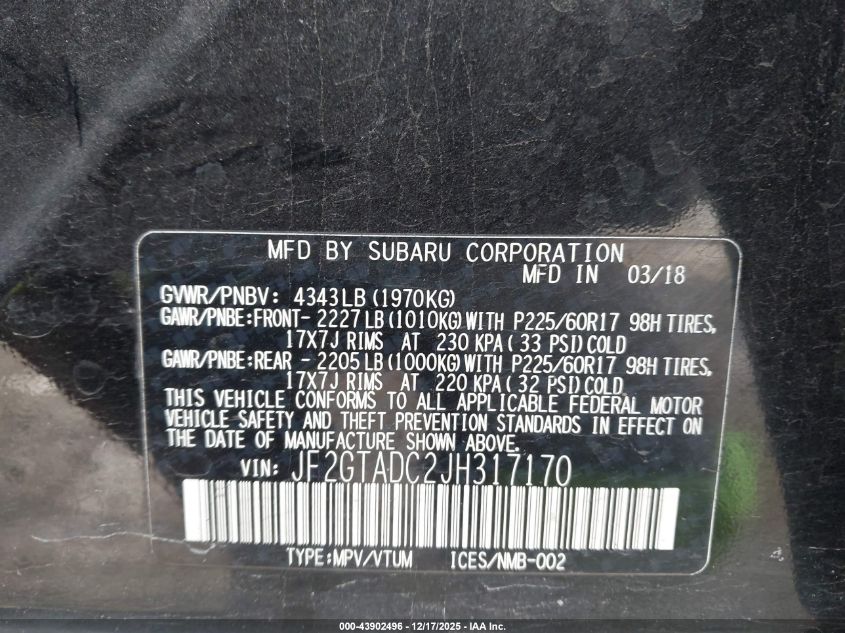 MFD BY SUBARU CORPORATION
MFD IN 03/18
GVWR/PNBV: 4343LB (1970KG)
GAWR/PNBE:FRONT- 2227LB (1010KG) WITH P225/60R17 98H TIRES,
17X7J RIMS AT 230 KPA ( 33 PSI) COLD
GAWR/PNBE:REAR - 2205LB (1000KG) WITH P225/60R17 98H TIRES,
17X7J RIMS AT 220 KPA ( 32 PSI) COLD
THIS VEHICLE CONFORMS TO ALL APPLICABLE FEDERAL MOTOR
VEHICLE SAFETY AND THEFT PREVENTION STANDARDS IN EFFECT ON
THE DATE OF MANUFACTURE SHOWN ABOVE.
VIN: JF2GTADC2JH317170
TYPE:MPV/VTUM ICES/NMB-002
000-43902496 - 12/17/2025 - IAA Inc.